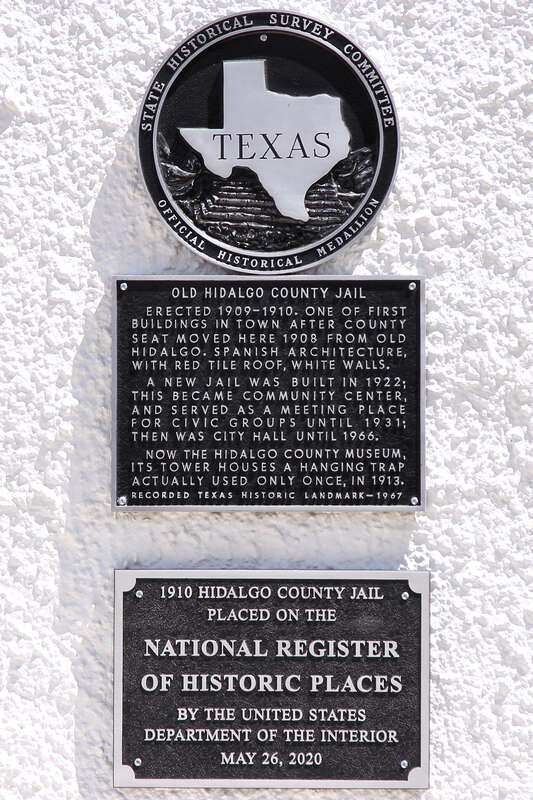 STATE HISTORICAL SURVEY COMMITTEE
TEXAS
OFFICIAL HISTORICAL MEDALLION
OLD HIDALGO COUNTY JAIL
ERECTED 1909-1910. ONE OF FIRST
BUILDINGS IN TOWN AFTER COUNTY
SEAT MOVED HERE 1908 FROM OLD
HIDALGO. SPANISH ARCHITECTURE,
WITH RED TILE ROOF, WHITE WALLS.
A NEW JAIL WAS BUILT IN 1922;
THIS BECAME COMMUNITY CENTER,
AND SERVED AS A MEETING PLACE
FOR CIVIC GROUPS UNTIL 1931;
THEN WAS CITY HALL UNTIL 1966.
NOW THE HIDALGO COUNTY MUSEUM,
ITS TOWER HOUSES A HANGING TRAP
ACTUALLY USED ONLY ONCE, IN 1913.
RECORDED TEXAS HISTORIC LANDMARK-1967
1910 HIDALGO COUNTY JAIL
PLACED ON THE
NATIONAL REGISTER
OF HISTORIC PLACES
BY THE UNITED STATES
DEPARTMENT OF THE INTERIOR
MAY 26, 2020